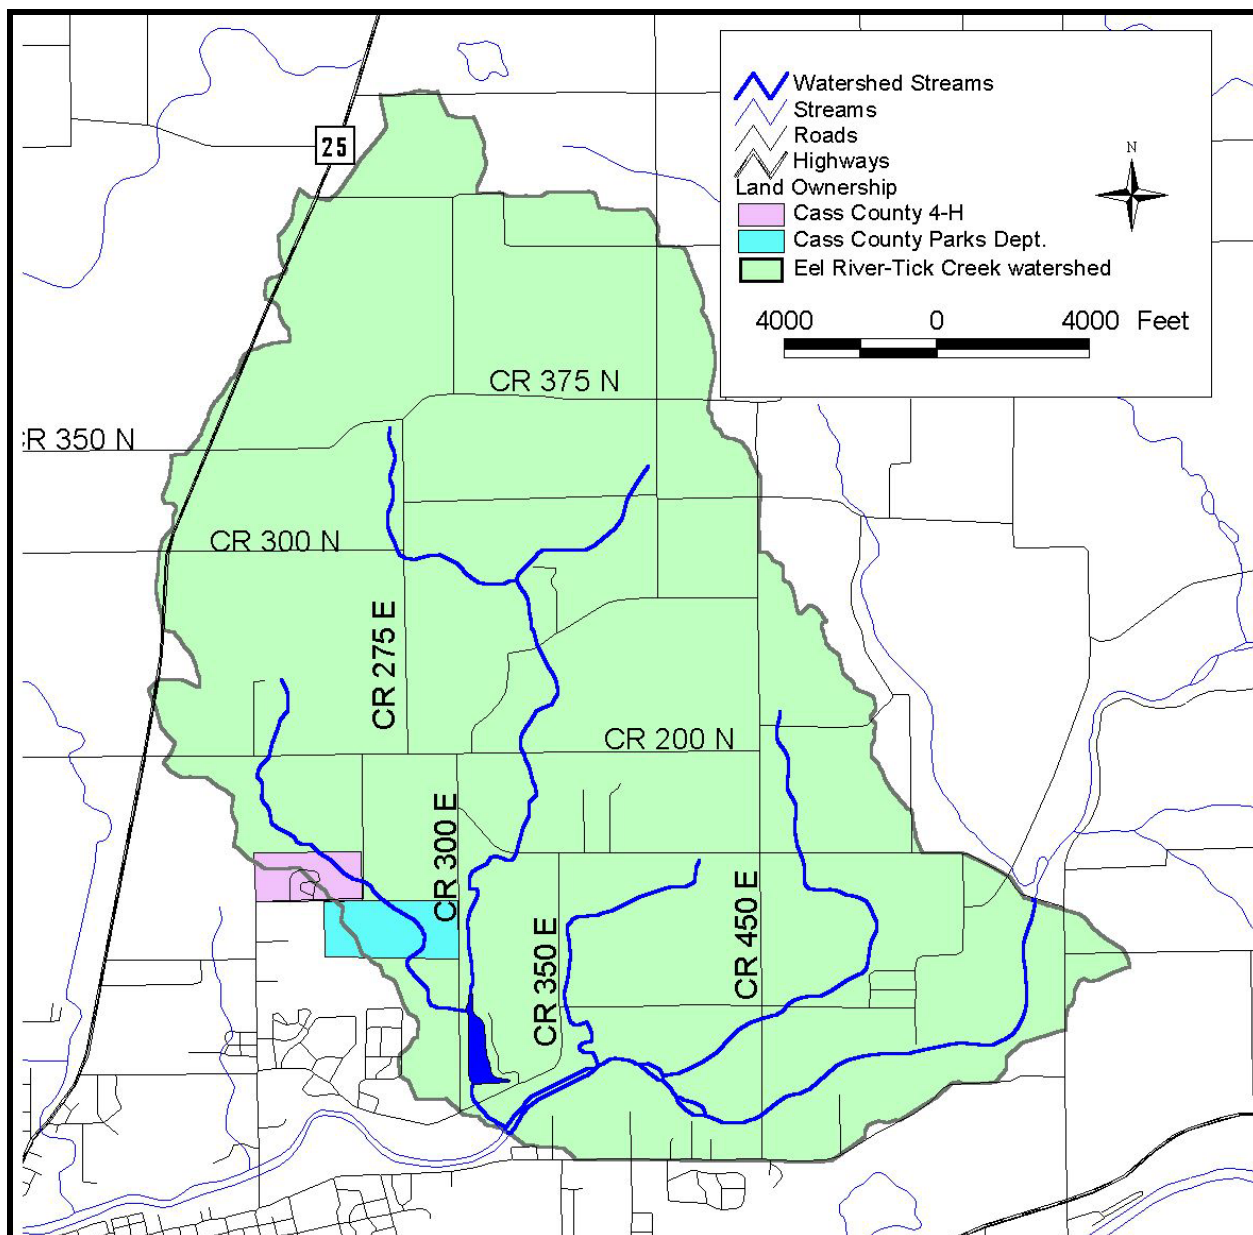 Watershed Streams
Streams
Roads
N
Highways
Land Ownership
Cass County 4-H
Cass County Parks Dept.
Eel River-Tick Creek watershed
4000 0 4000 Feet
25
CR 375 N
CR 350 N
CR 300 N
CR 275 E
CR 200 N
CR 300 E
CR 350 E
CR 450 E